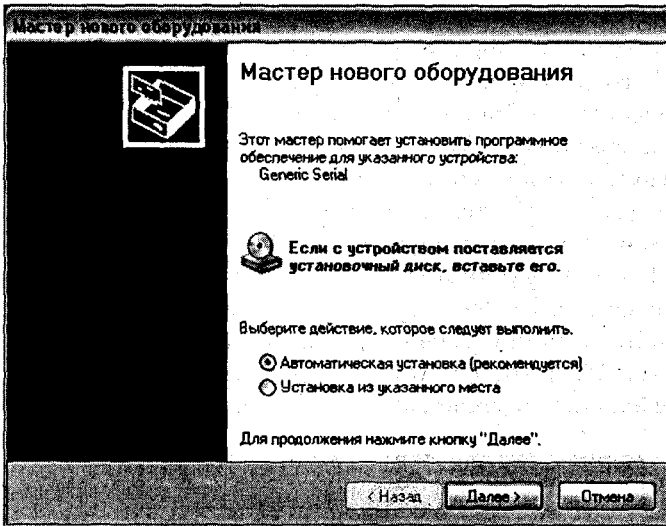 Мастер нового оборудования
Мастер нового оборудования
Этот мастер помогает установить программное
обеспечение для указанного устройства:
Generic Serial
Если с устройством поставляется
установочный диск, вставьте его.
Выберите действие, которое следует выполнить.
Автоматическая установка (рекомендуется)
Установка из указанного места
Для продолжения нажмите кнопку "Далее".
< Назад Далее > Отмена